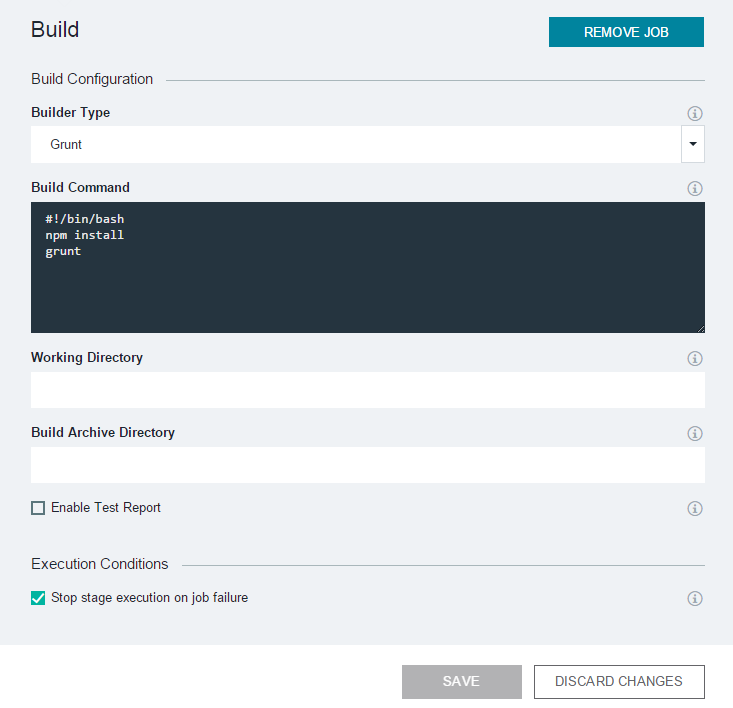 Build
REMOVE JOB
Build Configuration
Builder Type
Grunt
Build Command
#!/bin/bash
npm install
grunt
Working Directory
Build Archive Directory
Enable Test Report
Execution Conditions
Stop stage execution on job failure
SAVE
DISCARD CHANGES